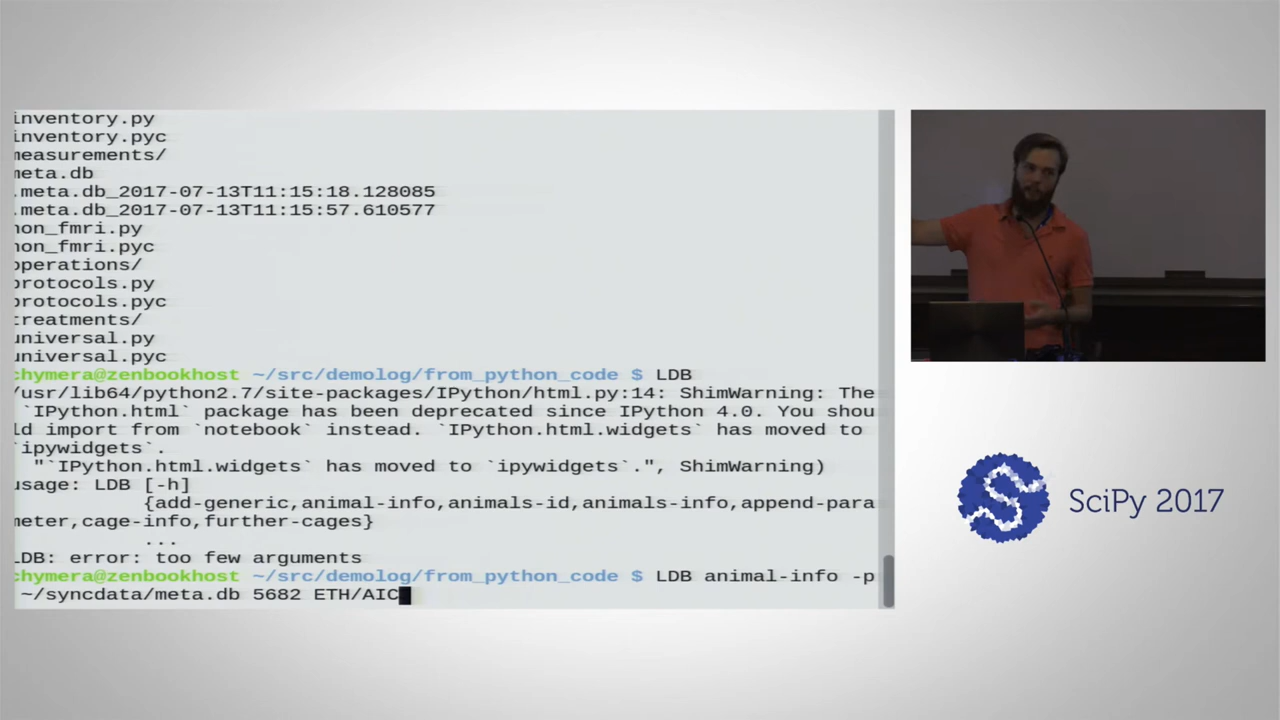 inventory.py
inventory.pyc
measurements/
meta.db
.meta.db_2017-07-13T11:15:18.128085
.meta.db_2017-07-13T11:15:57.610577
non_fmri.py
non_fmri.pyc
operations/
protocols.py
protocols.pyc
treatments/
universal.py
universal.pyc
chymera@zenbookhost ~/src/demolog/from_python_code $ LDB
/usr/lib64/python2.7/site-packages/IPython/html.py:14: ShimWarning: The
`IPython.html` package has been deprecated since IPython 4.0. You shou
ld import from `notebook` instead. `IPython.html.widgets` has moved to
`ipywidgets`.
"`IPython.html.widgets` has moved to `ipywidgets`.", ShimWarning)
usage: LDB [-h]
{add-generic,animal-info,animals-id,animals-info,append-para
meter,cage-info,further-cages}
...
LDB: error: too few arguments
chymera@zenbookhost ~/src/demolog/from_python_code $ LDB animal-info -p
~/syncdata/meta.db 5682 ETH/AIC
SciPy 2017